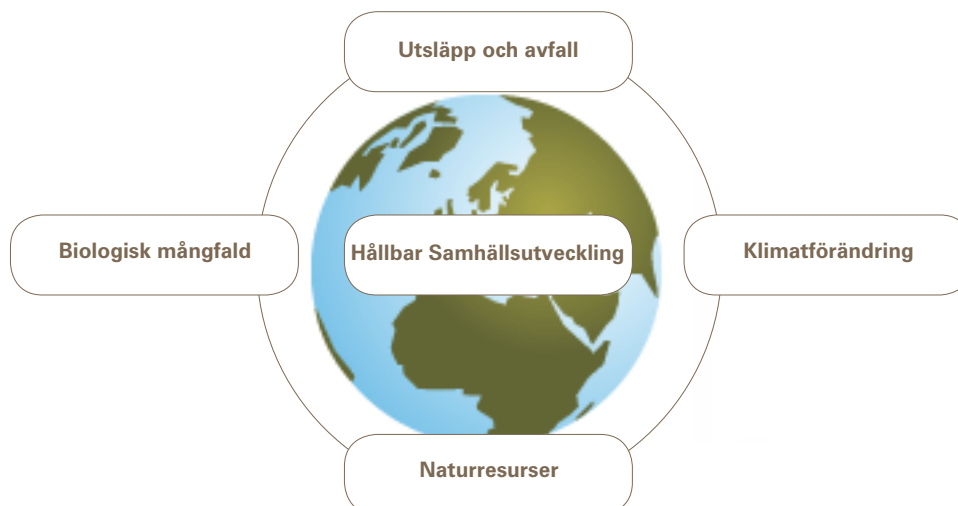 Utsläpp och avfall
Biologisk mångfald
Hållbar Samhällsutveckling
Klimatförändring
Naturresurser